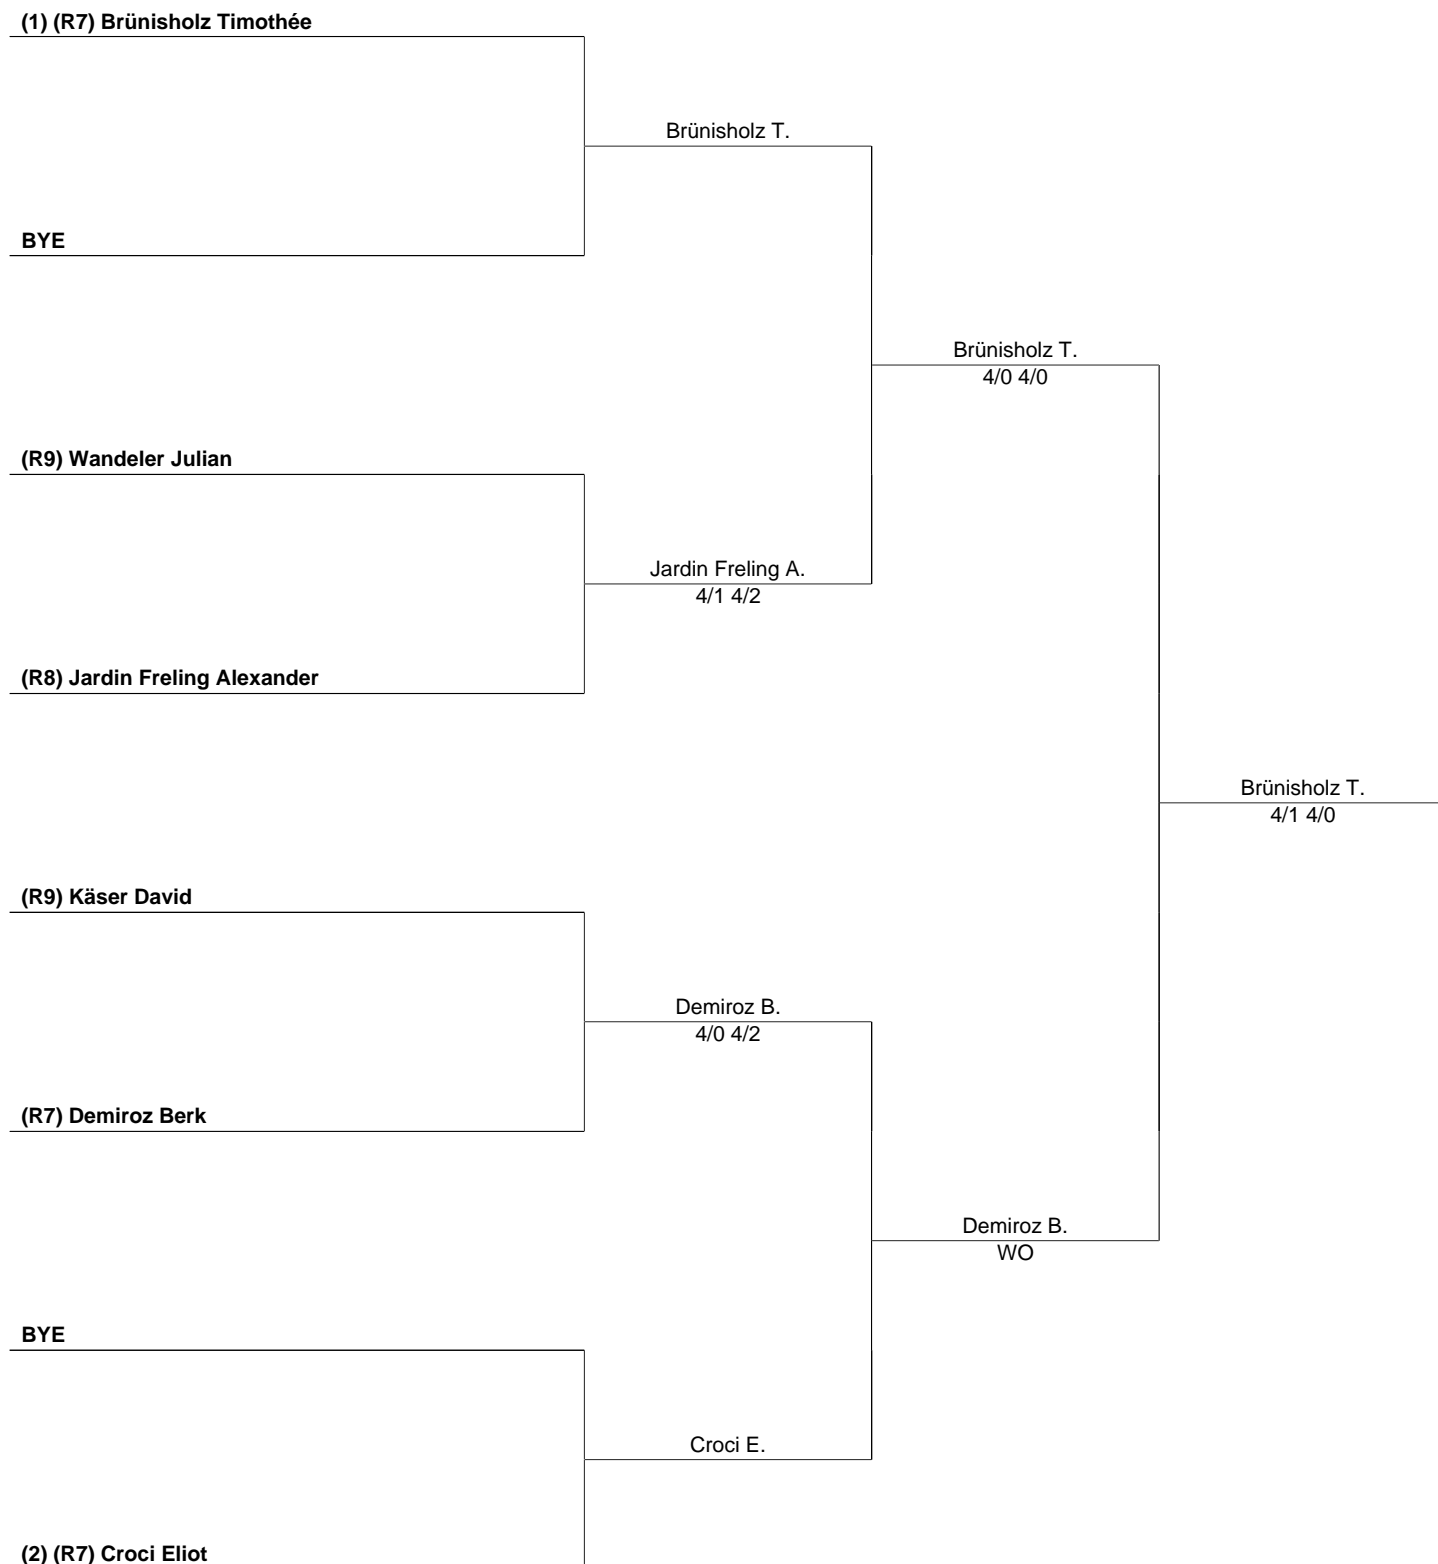 (1) (R7) Brünisholz Timothée
Brünisholz T.
BYE
Brünisholz T.
4/0 4/0
(R9) Wandeler Julian
Jardin Freling A.
4/1 4/2
(R8) Jardin Freling Alexander
Brünisholz T.
4/1 4/0
(R9) Käser David
Demiroz B.
4/0 4/2
(R7) Demiroz Berk
Demiroz B.
WO
BYE
Croci E.
(2) (R7) Croci Eliot